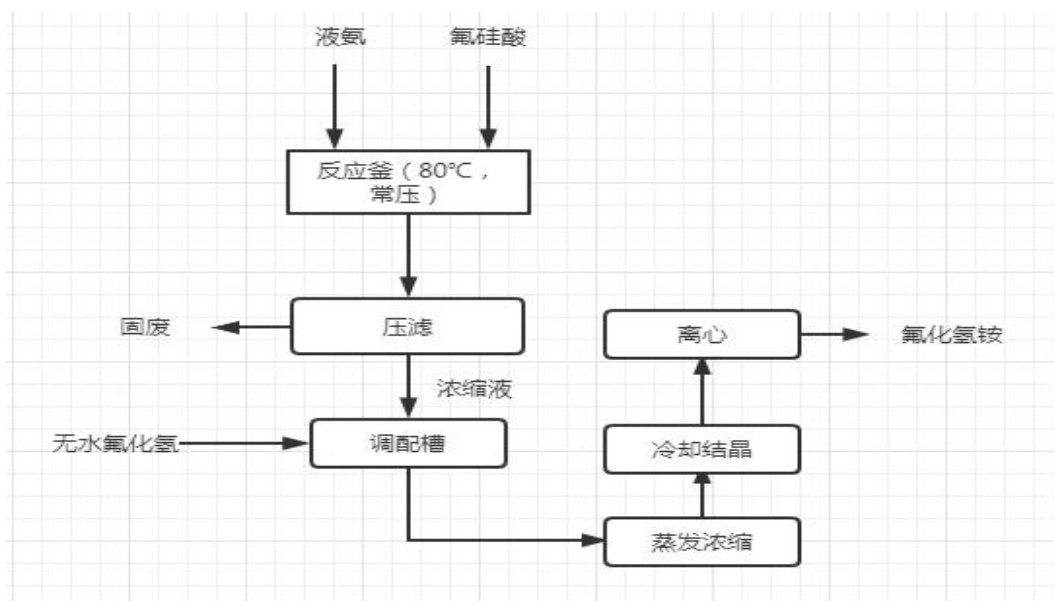 液氨
氟硅酸
反应釜（80℃，
常压）
固废
压滤
离心
氟化氢铵
浓缩液
无水氟化氢
调配槽
冷却结晶
蒸发浓缩